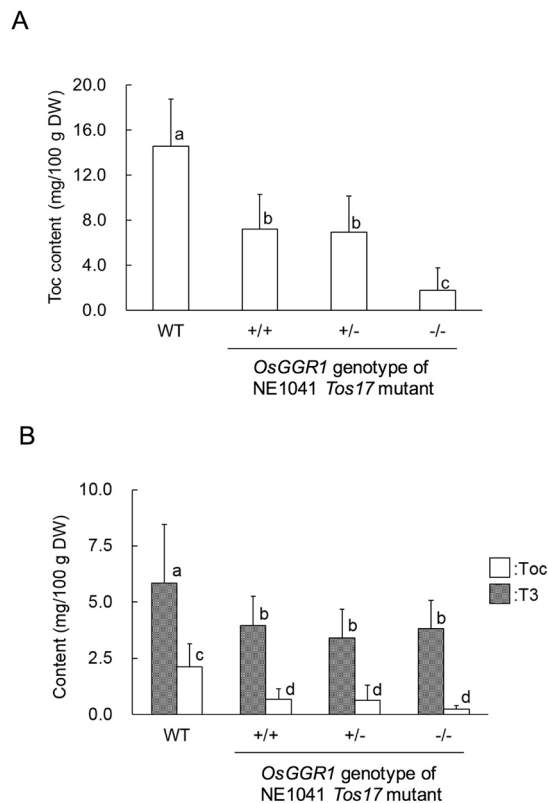 A
Toc content (mg/100 g DW)
20.0
a
16.0
12.0
b
b
8.0
4.0
c
0.0
WT
+/+
+/-
-/-
OsGGR1 genotype of
NE1041 Tos17 mutant
B
Content (mg/100 g DW)
10.0
7.5
a
:Toc
:T3
5.0
b
b
b
2.5
c
d
d
d
0.0
WT
+/+
+/-
-/-
OsGGR1 genotype of
NE1041 Tos17 mutant